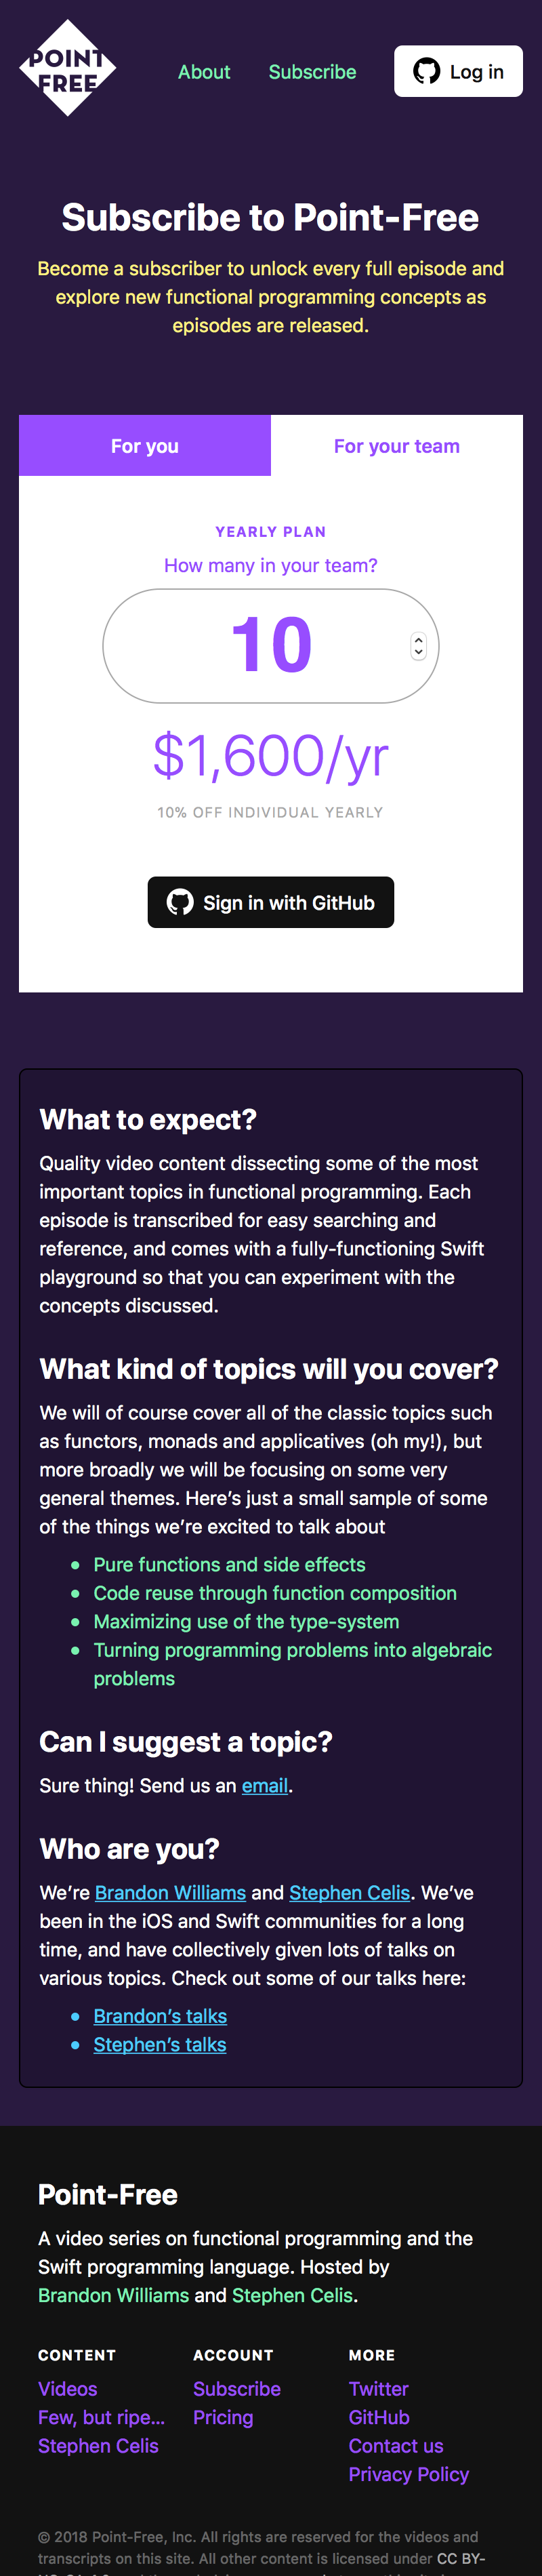 POINT
FREE
About
Subscribe
Log in
Subscribe to Point-Free
Become a subscriber to unlock every full episode and
explore new functional programming concepts as
episodes are released.
For you
For your team
YEARLY PLAN
How many in your team?
10
$1,600/yr
10% OFF INDIVIDUAL YEARLY
Sign in with GitHub
What to expect?
Quality video content dissecting some of the most
important topics in functional programming. Each
episode is transcribed for easy searching and
reference, and comes with a fully-functioning Swift
playground so that you can experiment with the
concepts discussed.
What kind of topics will you cover?
We will of course cover all of the classic topics such
as functors, monads and applicatives (oh my!), but
more broadly we will be focusing on some very
general themes. Here’s just a small sample of some
of the things we’re excited to talk about
Pure functions and side effects
Code reuse through function composition
Maximizing use of the type-system
Turning programming problems into algebraic
problems
Can I suggest a topic?
Sure thing! Send us an email.
Who are you?
We’re Brandon Williams and Stephen Celis. We’ve
been in the iOS and Swift communities for a long
time, and have collectively given lots of talks on
various topics. Check out some of our talks here:
Brandon’s talks
Stephen’s talks
Point-Free
A video series on functional programming and the
Swift programming language. Hosted by
Brandon Williams and Stephen Celis.
CONTENT
Videos
Few, but ripe...
Stephen Celis
ACCOUNT
Subscribe
Pricing
MORE
Twitter
GitHub
Contact us
Privacy Policy
© 2018 Point-Free, Inc. All rights are reserved for the videos and
transcripts on this site. All other content is licensed under CC BY-